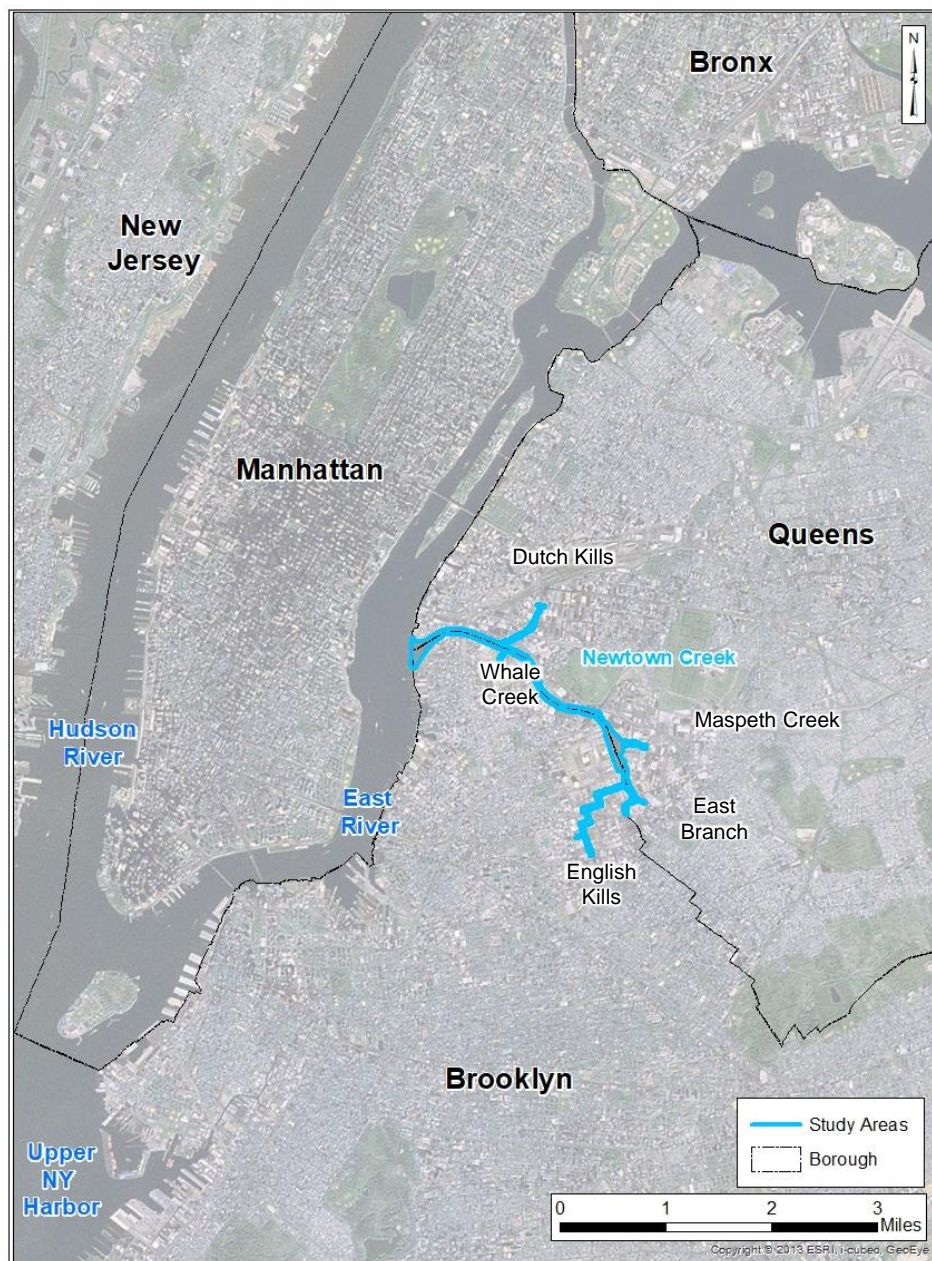 N
Bronx
New
Jersey
Manhattan
Queens
Dutch Kills
Newtown Creek
Whale
Creek
Maspeth Creek
Hudson
River
East
River
East
Branch
English
Kills
Brooklyn
Upper
NY
Harbor
Study Areas
Borough
0 1 2 3
Miles
Copyright © 2013 ESRI, i-cubed, GeoEye